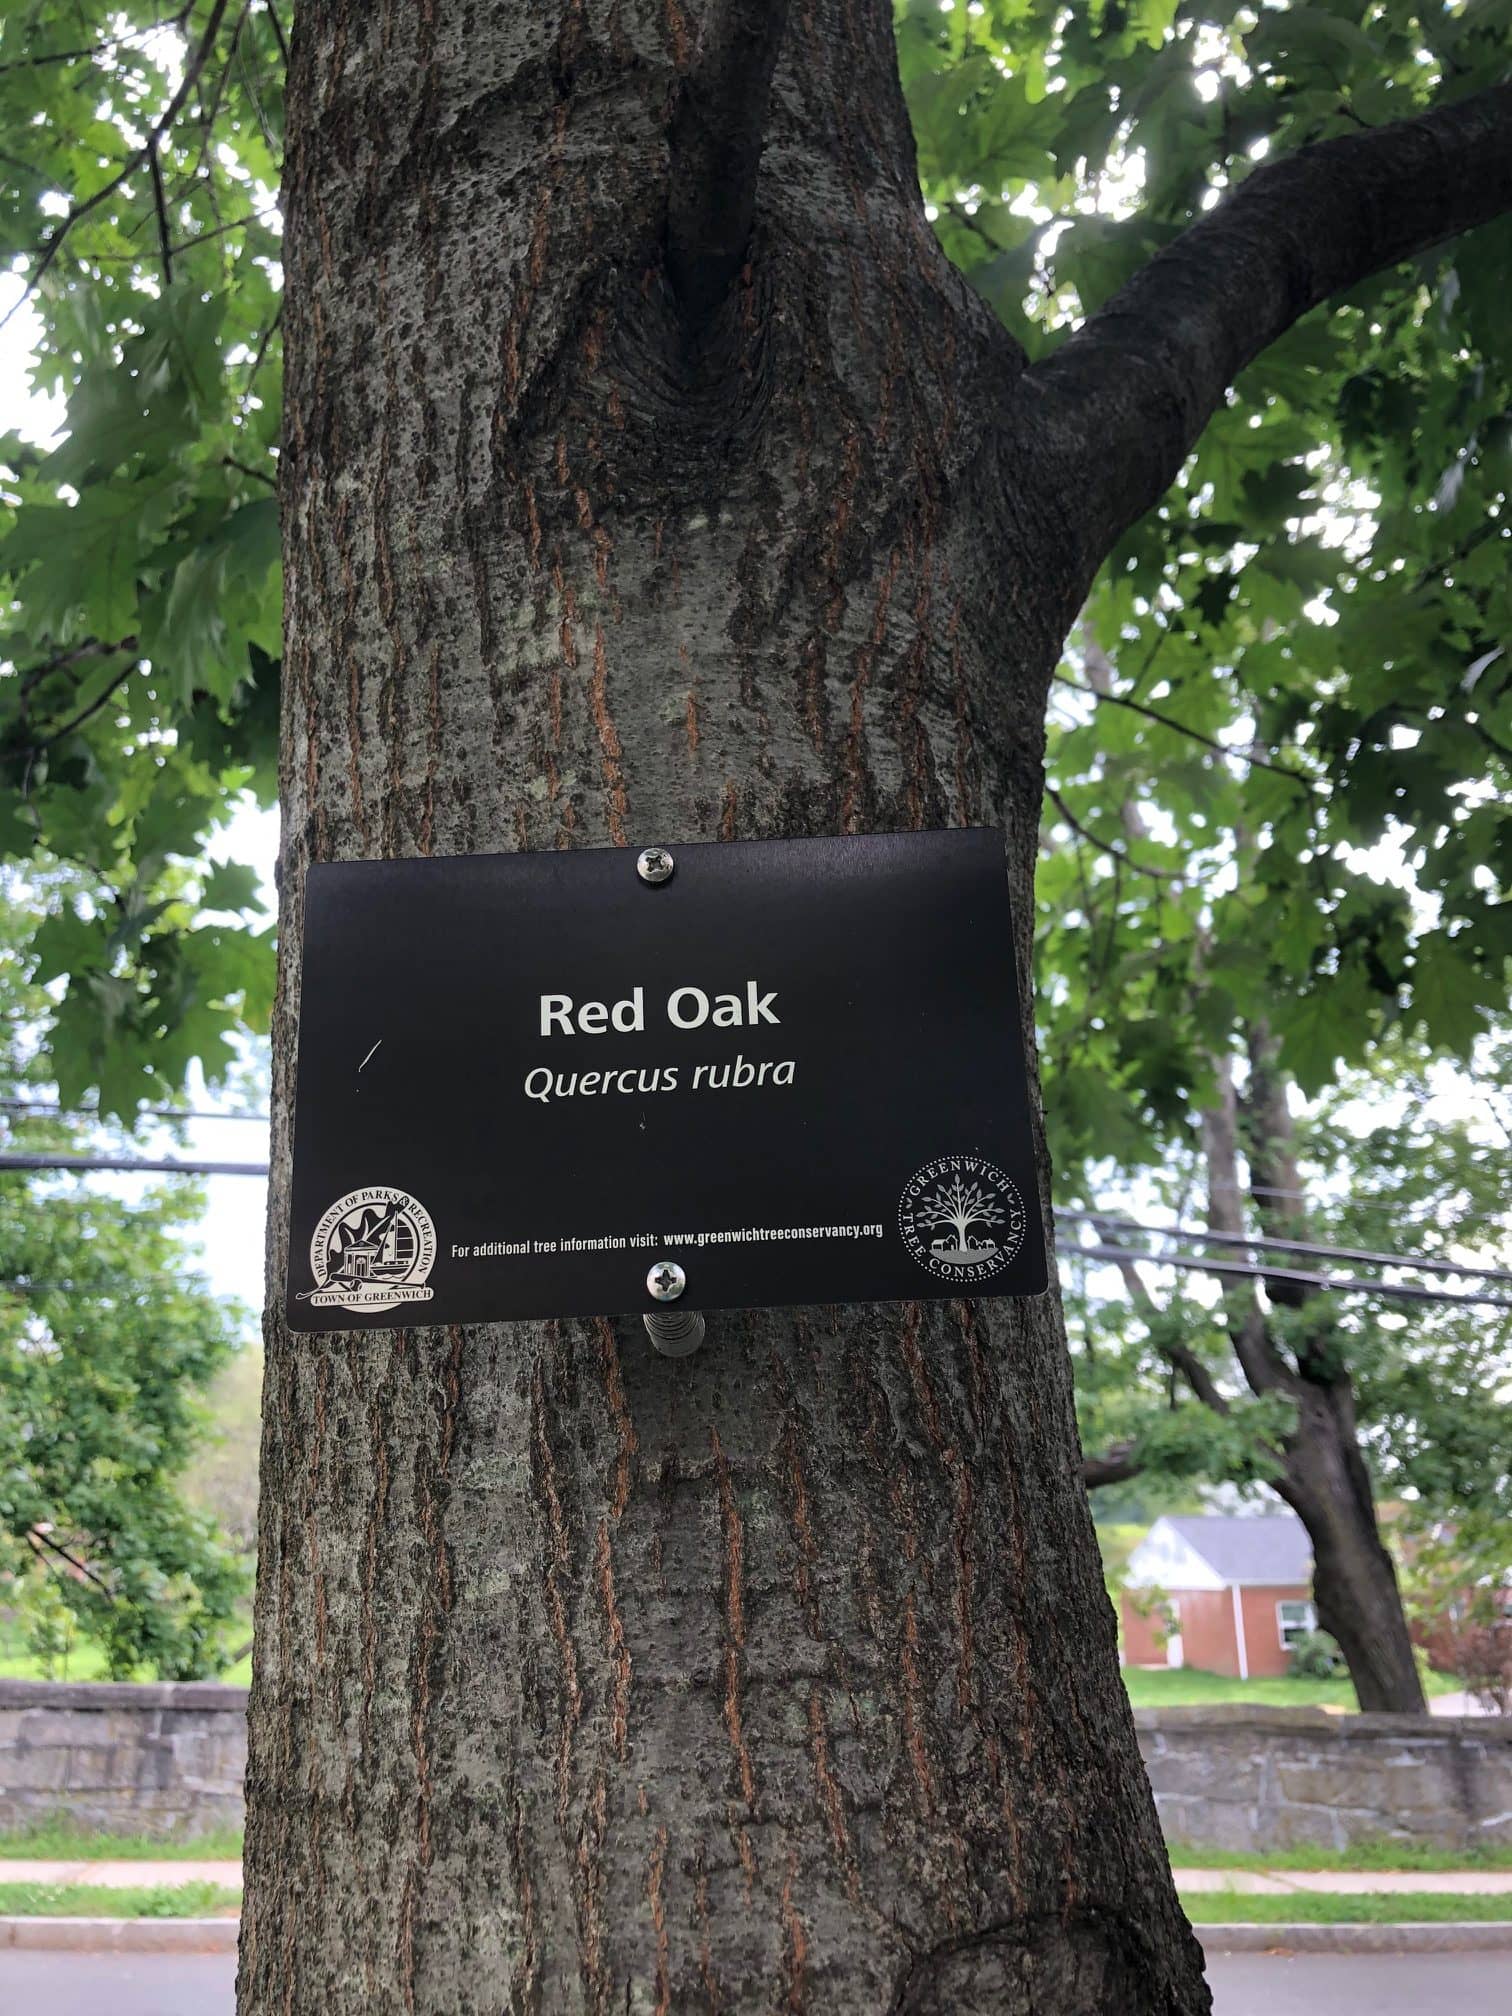 Red Oak
Quercus rubra
For additional tree information visit: www.greenwichtreeconservancy.org
DEPARTMENT OF PARKS & RECREATION
TOWN OF GREENWICH
GREENWICH
TREE CONSERVANCY